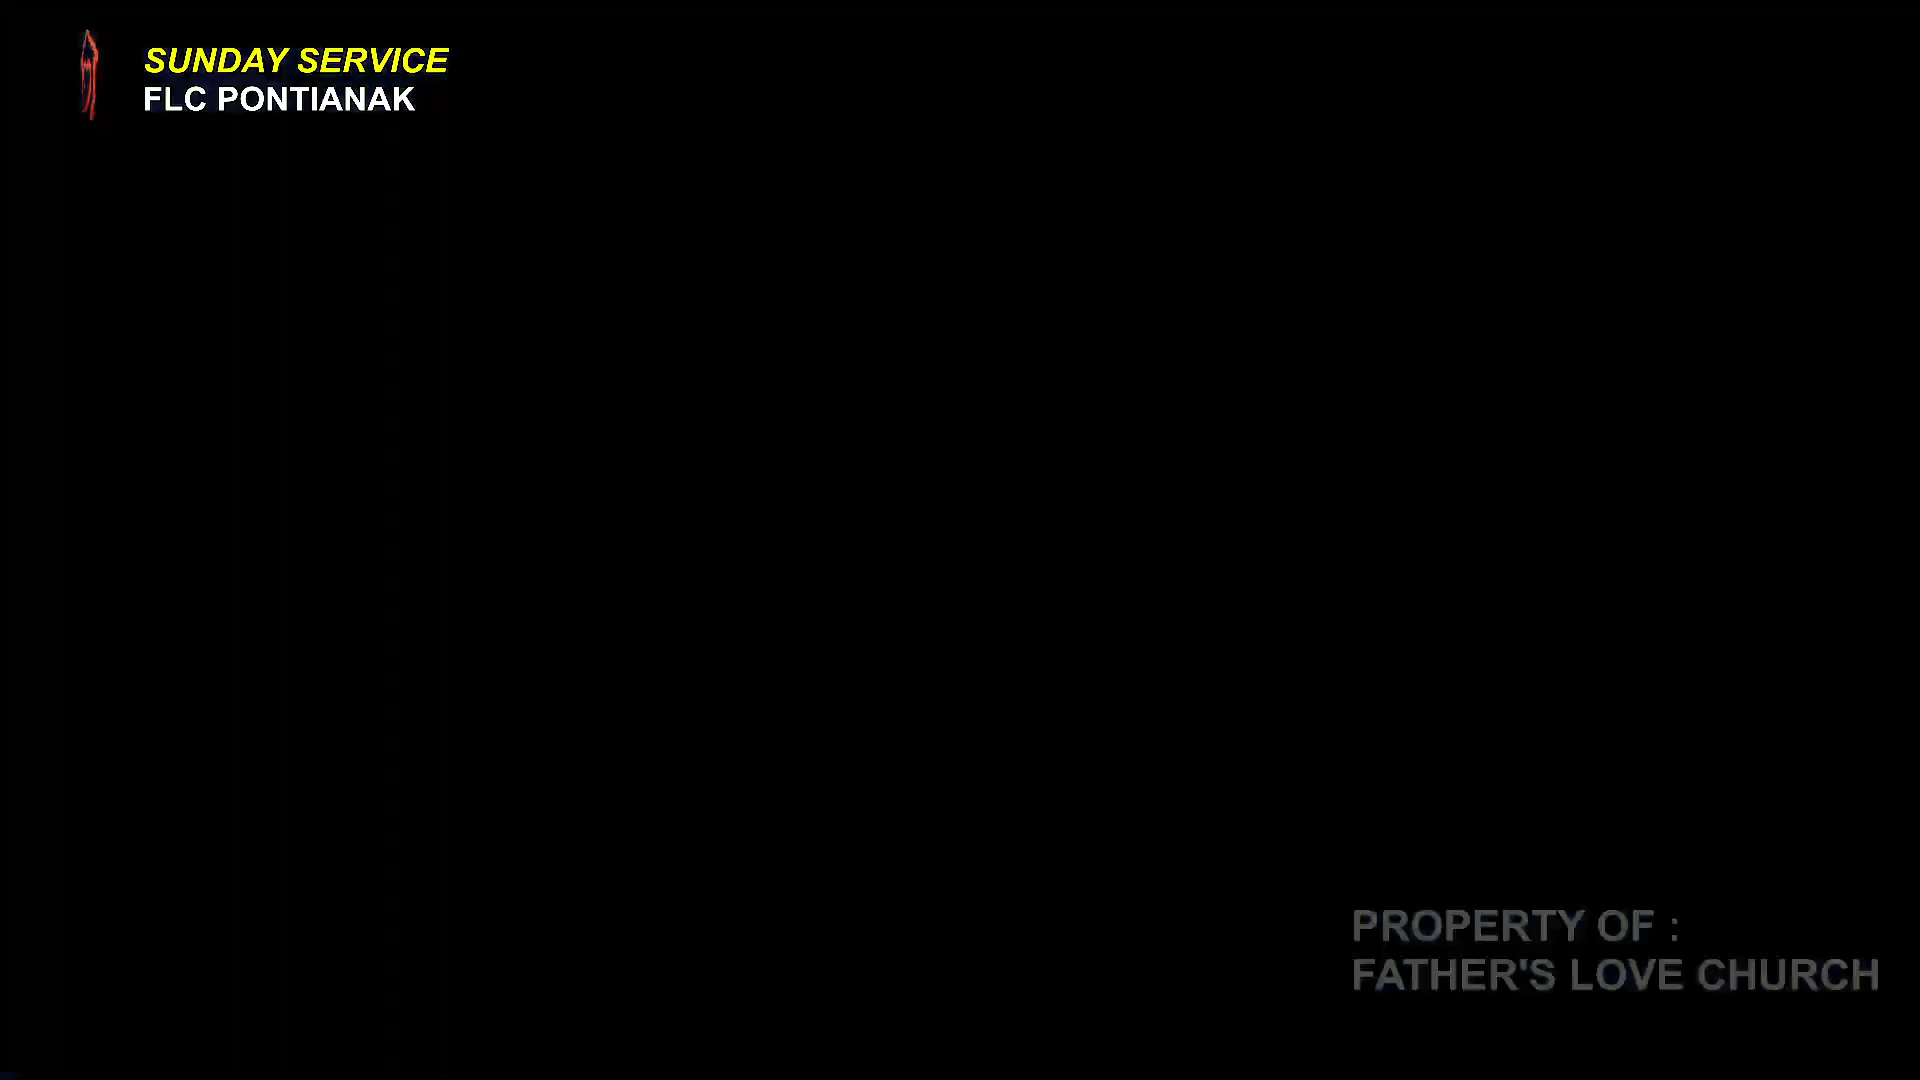 SUNDAY SERVICE
FLC PONTIANAK
PROPERTY OF :
FATHER'S LOVE CHURCH